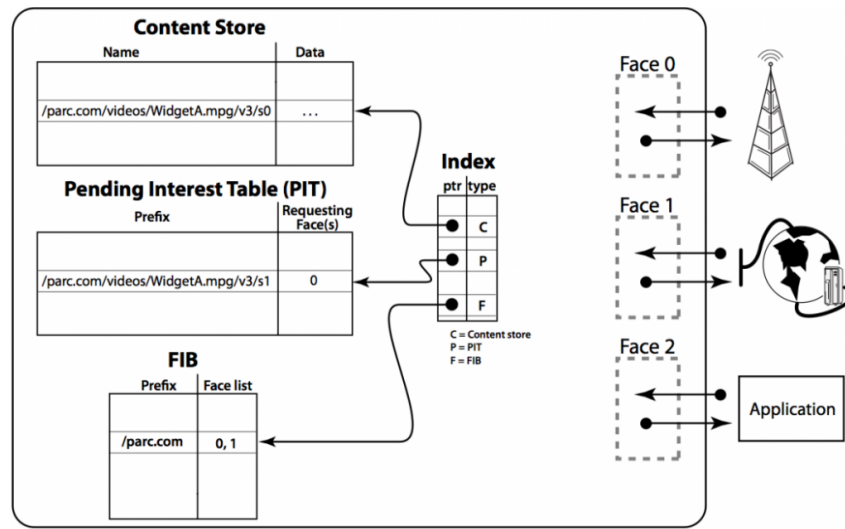 Content Store
Name Data
/parc.com/videos/WidgetA.mpg/v3/s0 ...
Pending Interest Table (PIT)
Prefix Requesting Face(s)
/parc.com/videos/WidgetA.mpg/v3/s1 0
FIB
Prefix Face list
/parc.com 0, 1
Index
ptr type
C
P
F
C = Content store
P = PIT
F = FIB
Face 0
Face 1
Face 2
Application